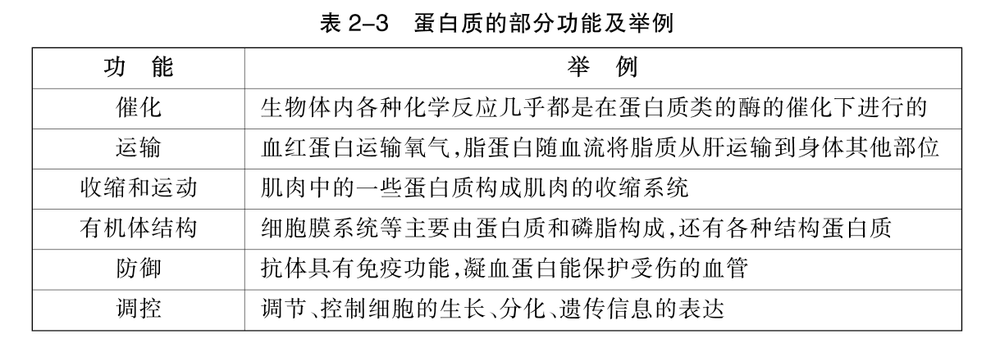 表 2-3 蛋白质的部分功能及举例
功 能 举 例
催化 生物体内各种化学反应几乎都是在蛋白质类的酶的催化下进行的
运输 血红蛋白运输氧气,脂蛋白随血流将脂质从肝运输到身体其他部位
收缩和运动 肌肉中的一些蛋白质构成肌肉的收缩系统
有机体结构 细胞膜系统等主要由蛋白质和磷脂构成,还有各种结构蛋白质
防御 抗体具有免疫功能,凝血蛋白能保护受伤的血管
调控 调节、控制细胞的生长、分化、遗传信息的表达